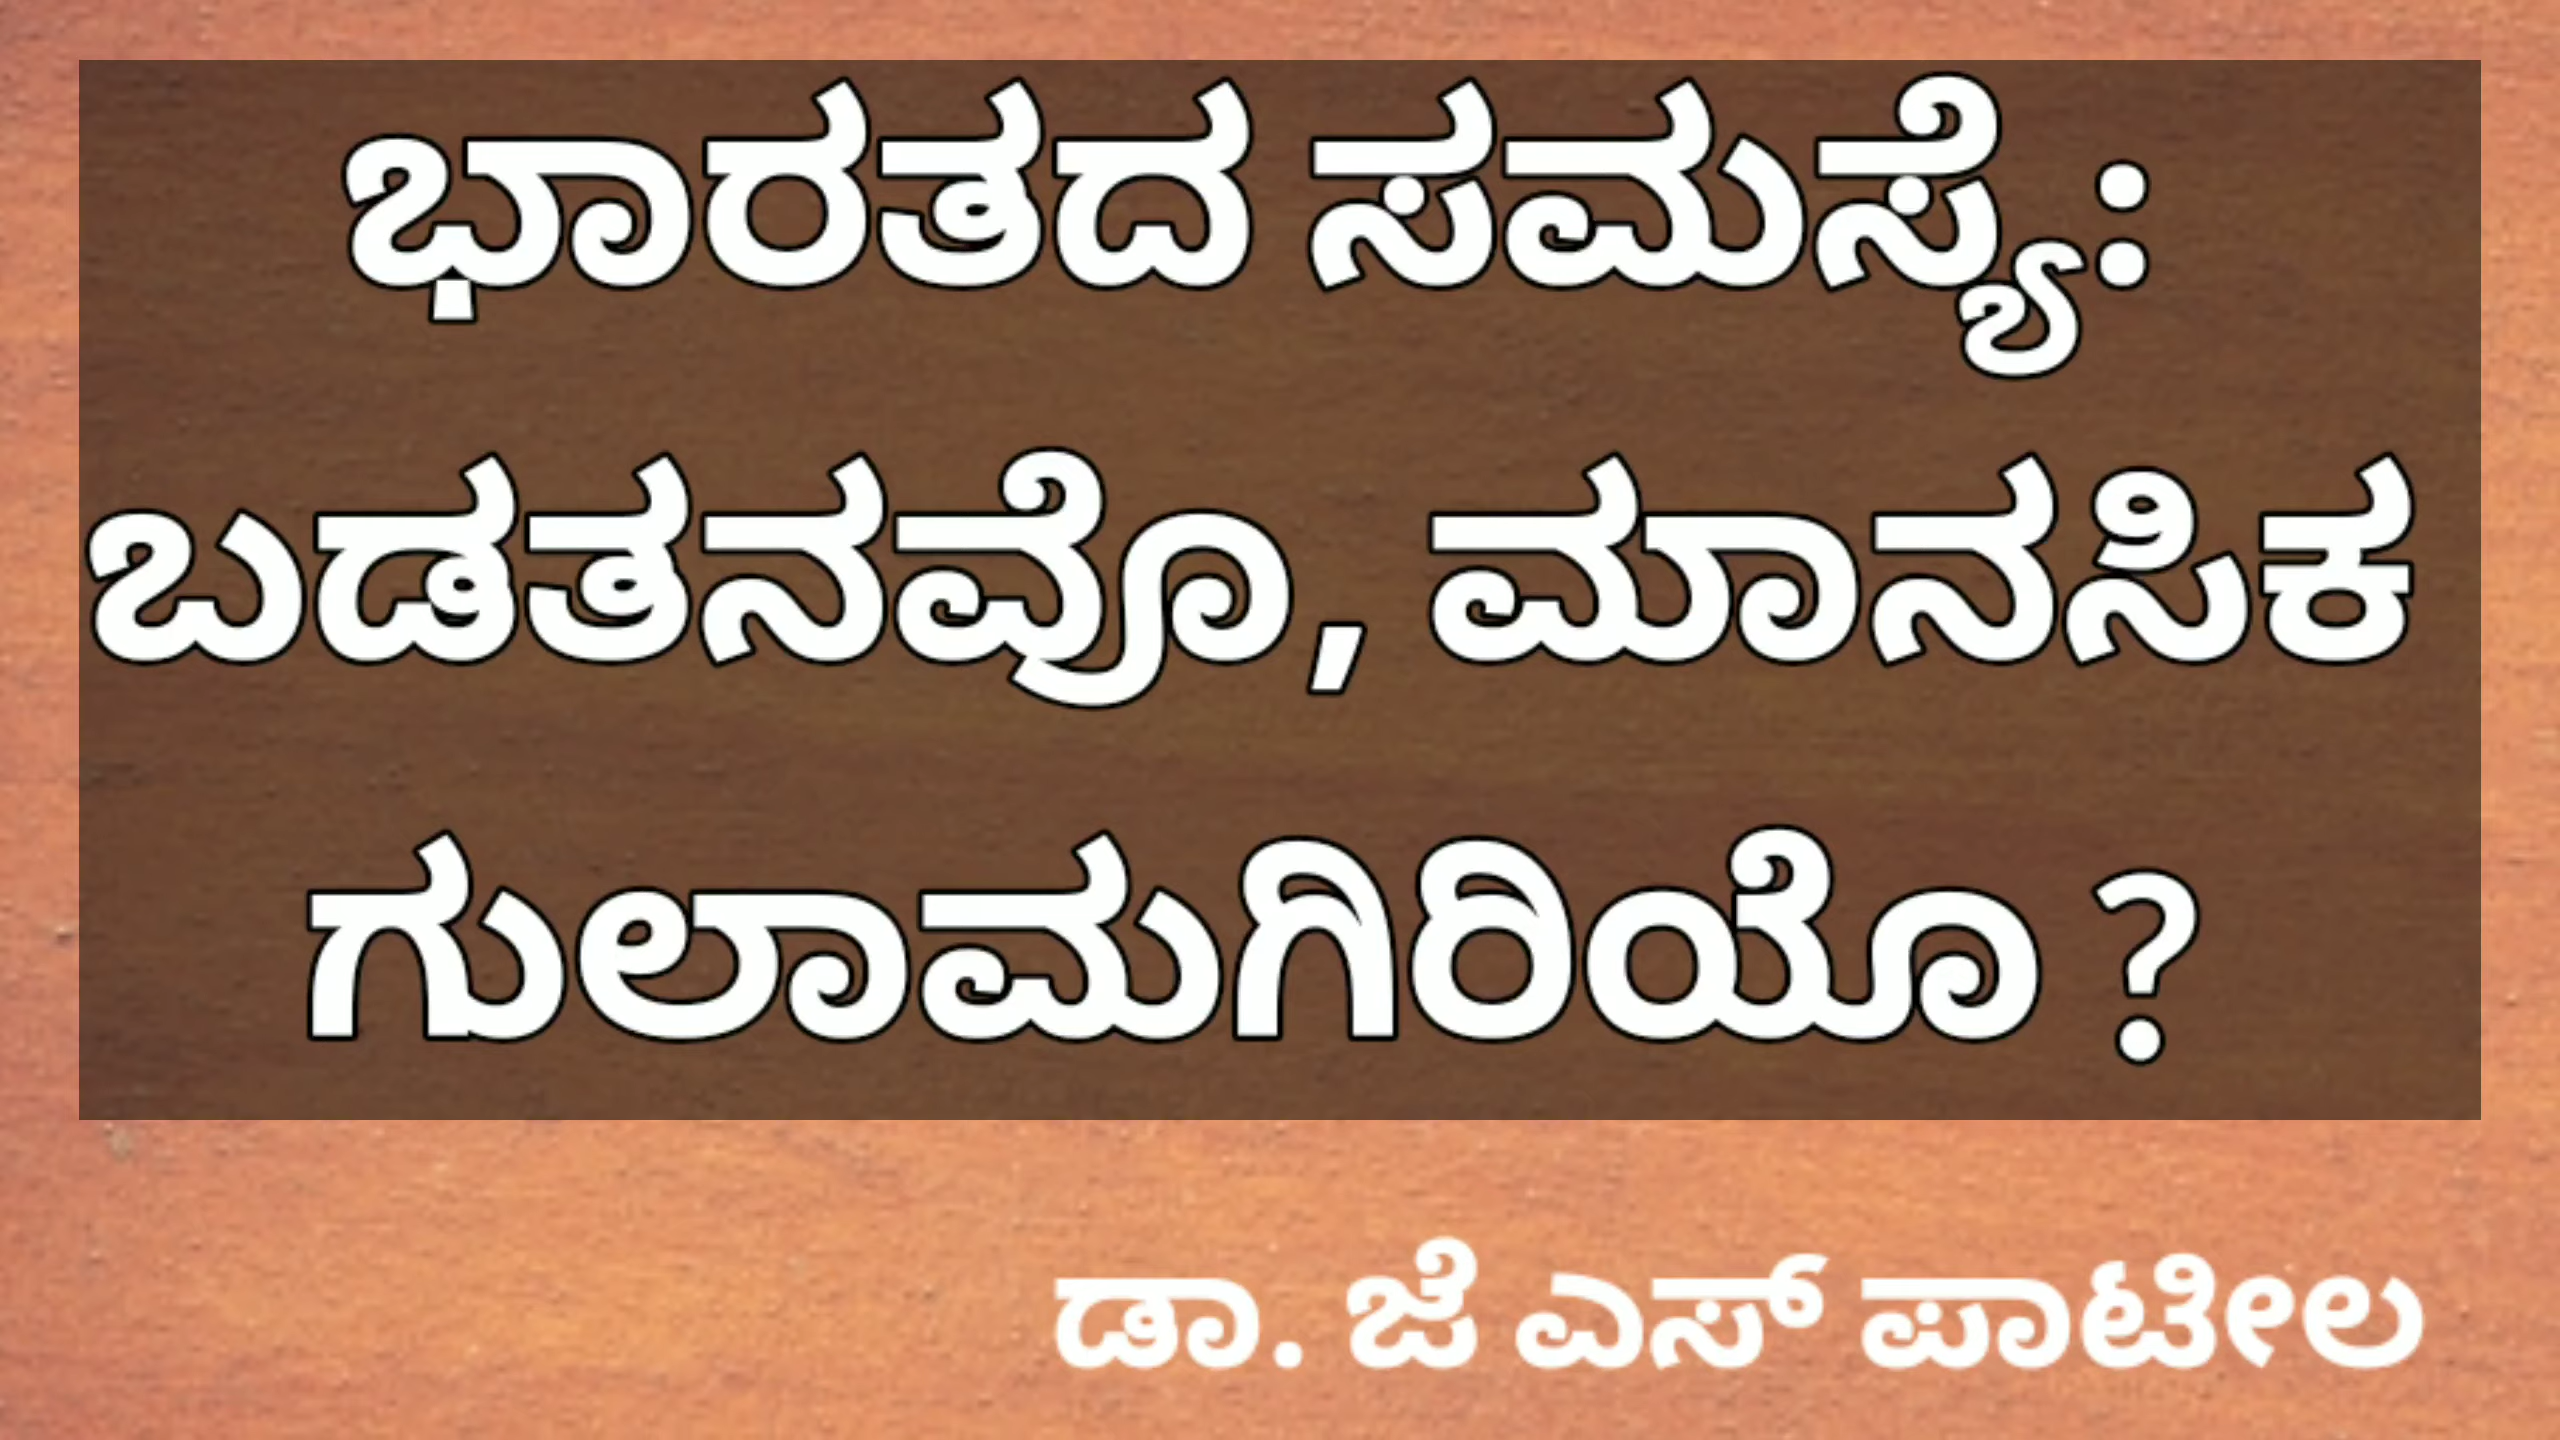 ಭಾರತದ ಸಮಸ್ಯೆ:
ಬಡತನವೊ, ಮಾನಸಿಕ
ಗುಲಾಮಗಿರಿಯೊ ?
ಡಾ. ಜೆ ಎಸ್ ಪಾಟೀಲ